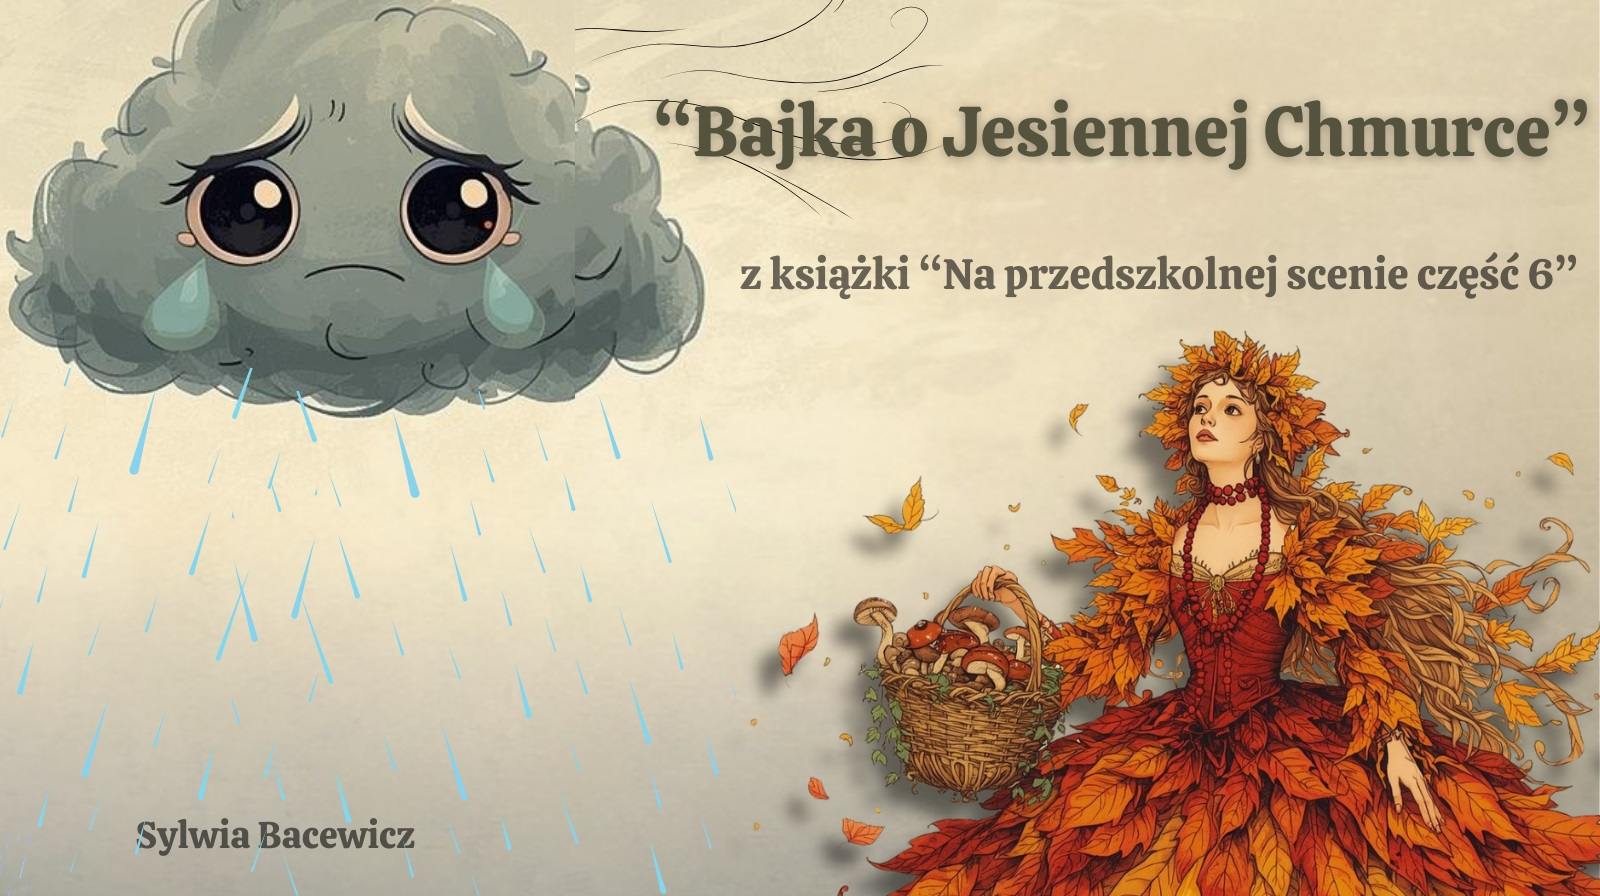 “Bajka o Jesiennej Chmurce”
z książki “Na przedszkolnej scenie część 6”
Sylwia Bacewicz